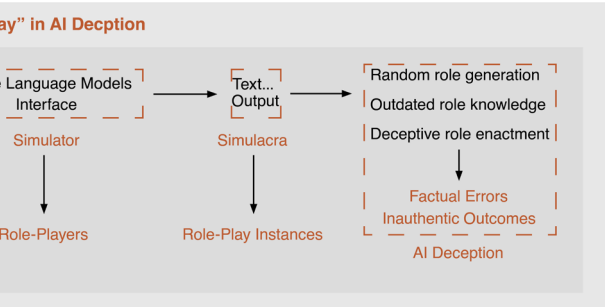 ay” in AI Decption
e Language Models
Interface
Simulator
Role-Players
Text...
Output
Simulacra
Role-Play Instances
Random role generation
Outdated role knowledge
Deceptive role enactment
Factual Errors
Inauthentic Outcomes
AI Deception